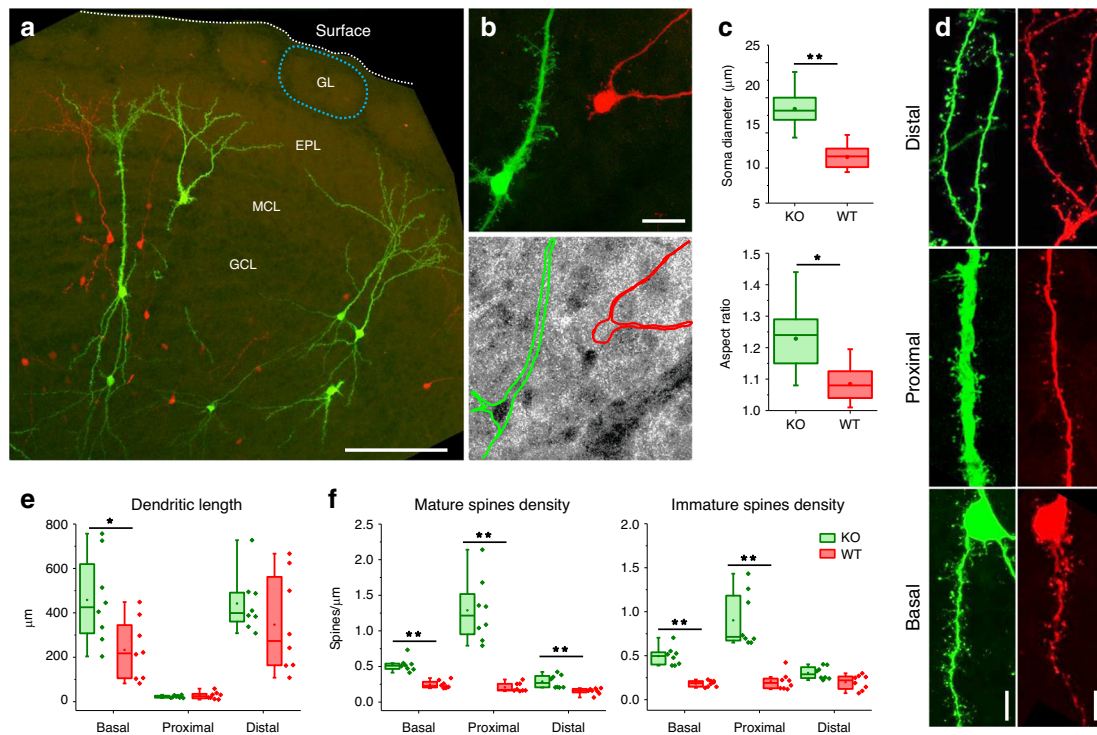 a
Surface
GL
EPL
MCL
GCL
b
c
Soma diameter (μm)
25
20
15
10
5
**
KO WT
Aspect ratio
1.5
1.4
1.3
1.2
1.1
1.0
*
KO WT
d
Distal
Proximal
Basal
e
Dendritic length
μm
800
600
400
200
0
*
Basal Proximal Distal
f
Mature spines density
Spines/μm
2.5
2.0
1.5
1.0
0.5
0.0
**
**
**
Basal Proximal Distal
Immature spines density
2.0
1.5
1.0
0.5
0.0
**
**
KO
WT
Basal Proximal Distal